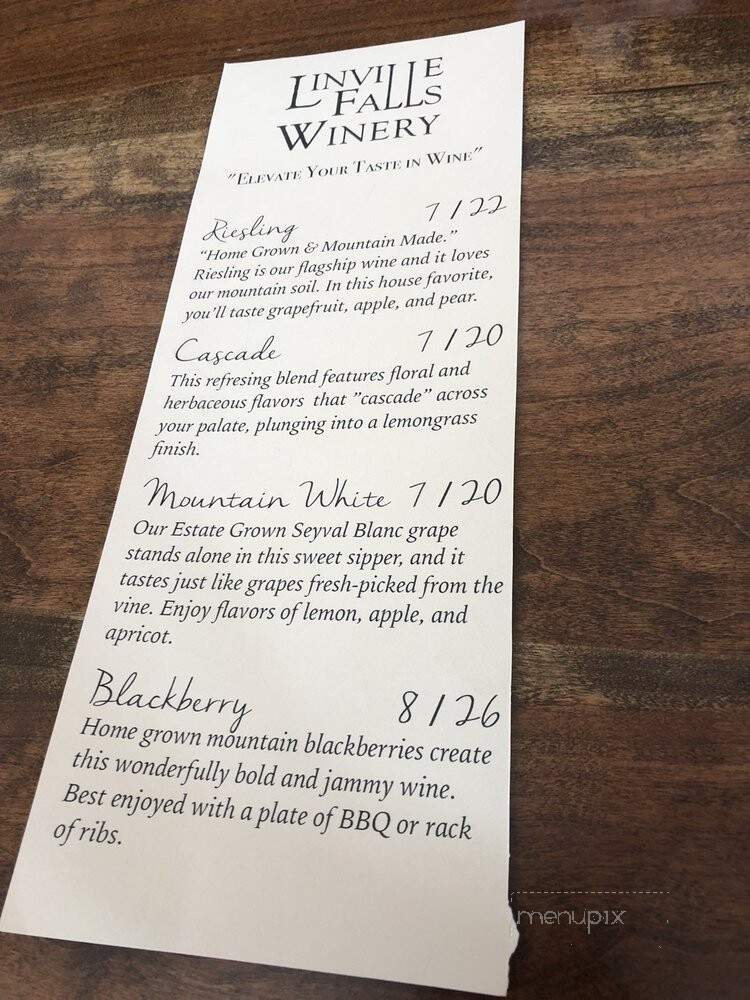 LINVILLE
FALLS
WINERY
"ELEVATE YOUR TASTE IN WINE"
Riesling 7/22
"Home Grown & Mountain Made."
Riesling is our flagship wine and it loves
our mountain soil. In this house favorite,
you'll taste grapefruit, apple, and pear.
Cascade 7/20
This refresing blend features floral and
herbaceous flavors that "cascade" across
your palate, plunging into a lemongrass
finish.
Mountain White 7/20
Our Estate Grown Seyval Blanc grape
stands alone in this sweet sipper, and it
tastes just like grapes fresh-picked from the
vine. Enjoy flavors of lemon, apple, and
apricot.
Blackberry 8/26
Home grown mountain blackberries create
this wonderfully bold and jammy wine.
Best enjoyed with a plate of BBQ or rack
of ribs.
menupix